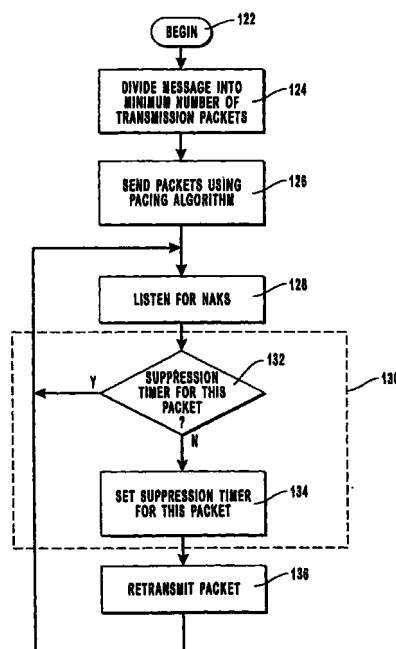 BEGIN
122
DIVIDE MESSAGE INTO
MINIMUM NUMBER OF
TRANSMISSION PACKETS
124
SEND PACKETS USING
PACING ALGORITHM
126
LISTEN FOR NAKS
128
130
132
SUPPRESSION
TIMER FOR THIS
PACKET
?
Y
N
SET SUPPRESSION TIMER
FOR THIS PACKET
134
RETRANSMIT PACKET
136